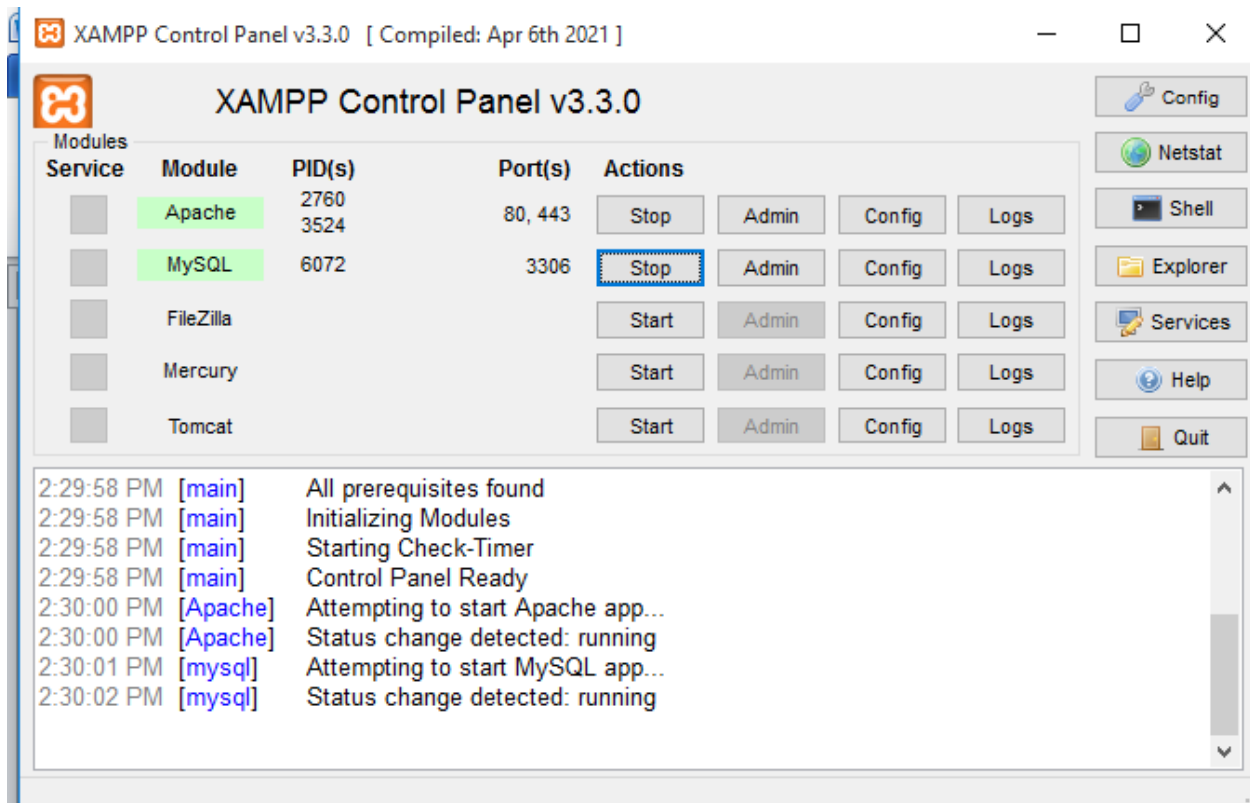 XAMPP Control Panel v3.3.0 [ Compiled: Apr 6th 2021 ]
XAMPP Control Panel v3.3.0
Config
Modules
Netstat
Service Module PID(s) Port(s) Actions
Apache 2760 3524 80, 443 Stop Admin Config Logs
Shell
MySQL 6072 3306 Stop Admin Config Logs
Explorer
FileZilla Start Admin Config Logs
Services
Mercury Start Admin Config Logs
Help
Tomcat Start Admin Config Logs
Quit
2:29:58 PM [main] All prerequisites found
2:29:58 PM [main] Initializing Modules
2:29:58 PM [main] Starting Check-Timer
2:29:58 PM [main] Control Panel Ready
2:30:00 PM [Apache] Attempting to start Apache app...
2:30:00 PM [Apache] Status change detected: running
2:30:01 PM [mysql] Attempting to start MySQL app...
2:30:02 PM [mysql] Status change detected: running